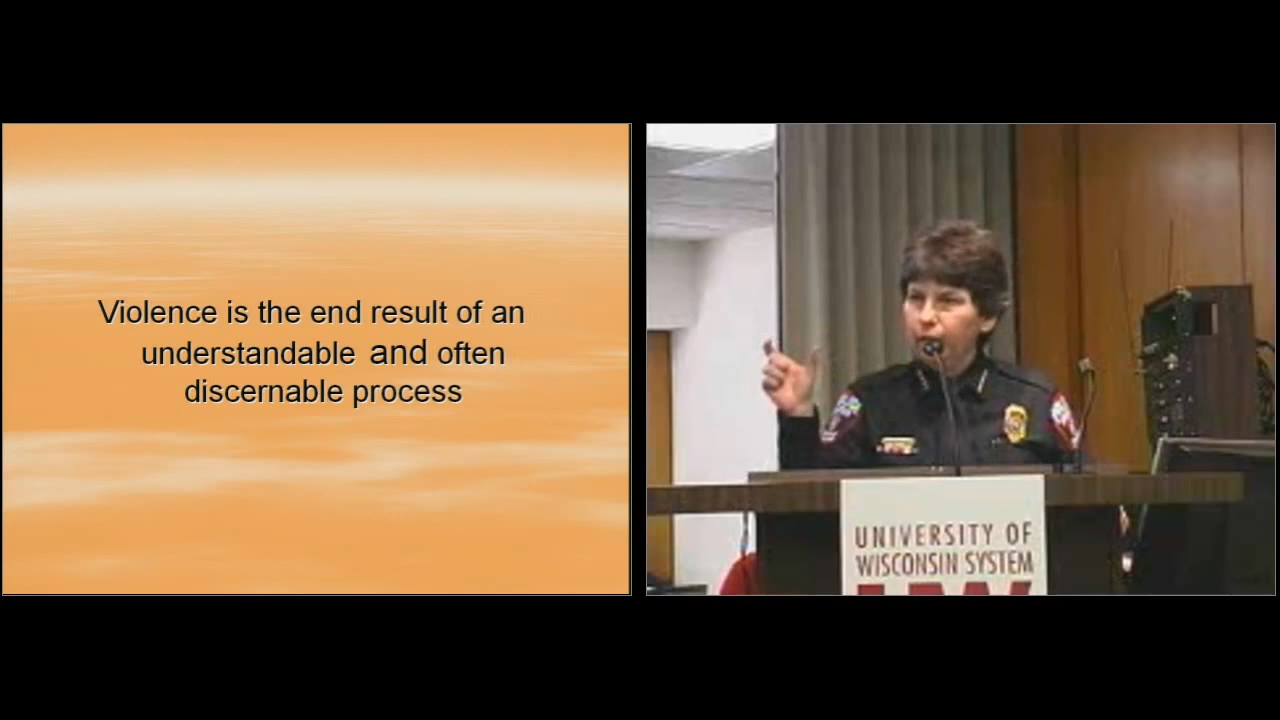 Violence is the end result of an
understandable and often
discernable process
UNIVERSITY OF
WISCONSIN SYSTEM